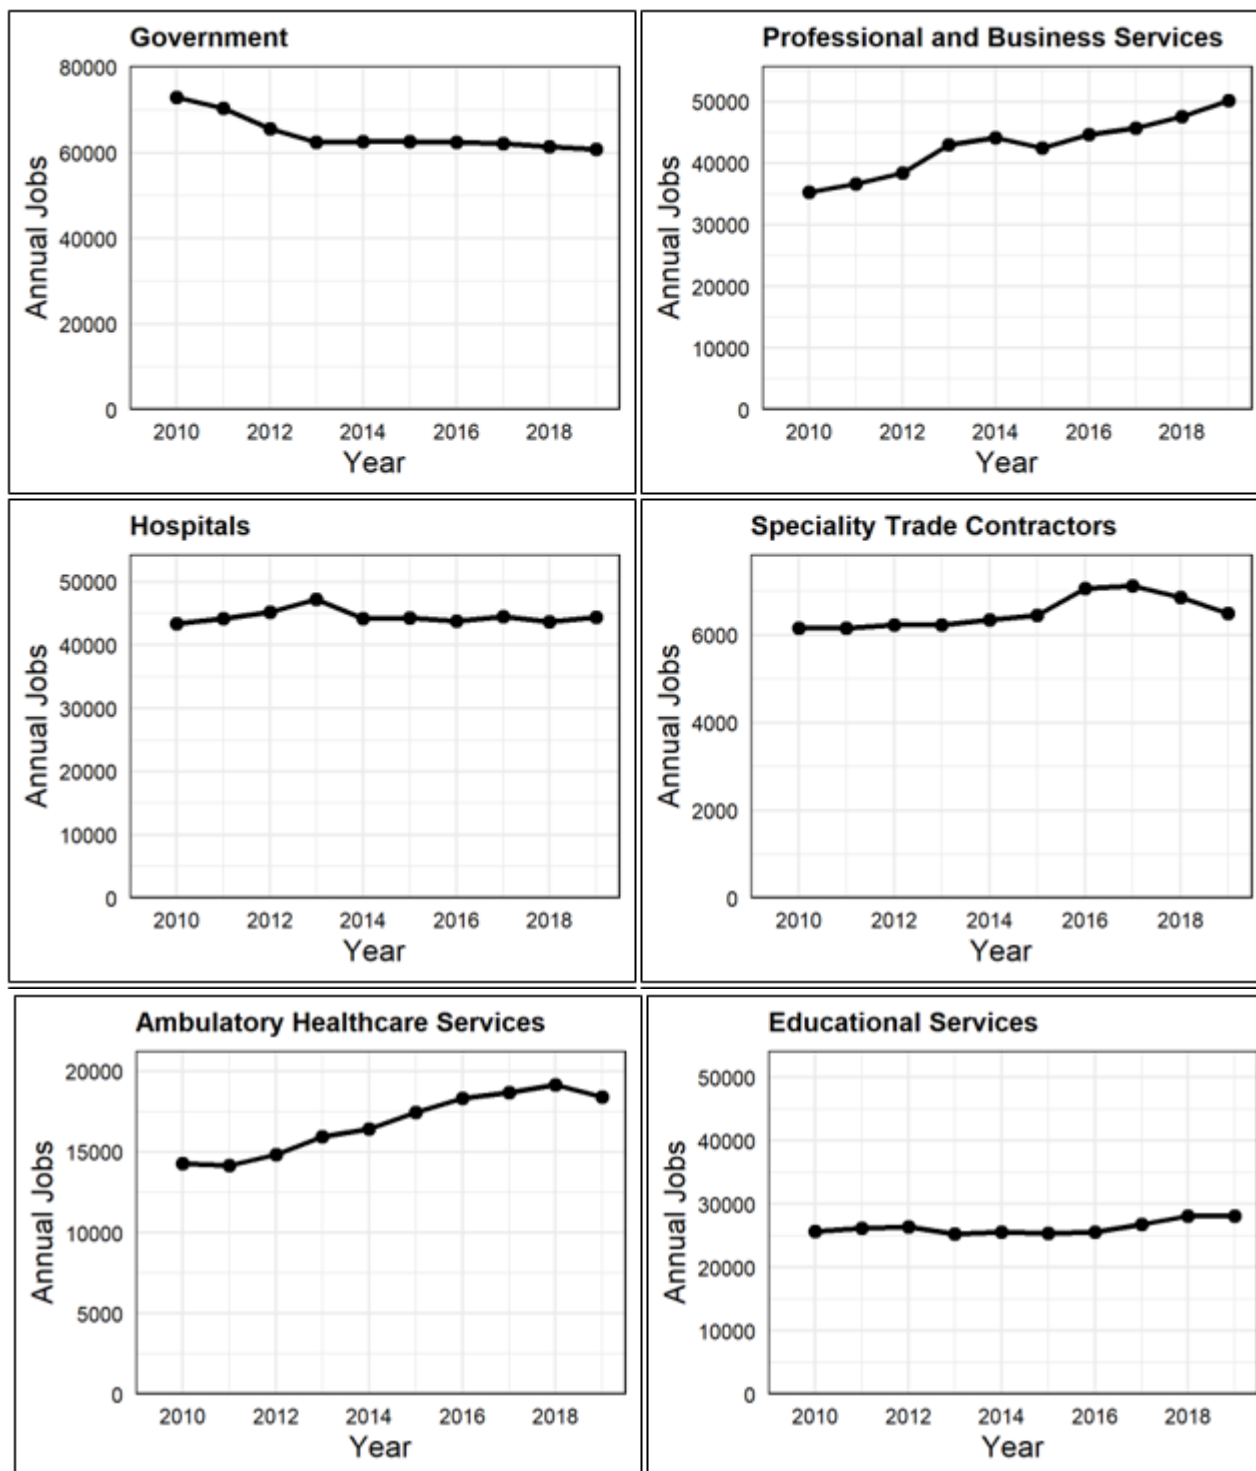 Government
80000
60000
40000
20000
0
Annual Jobs
2010 2012 2014 2016 2018
Year
Professional and Business Services
50000
40000
30000
20000
10000
0
Annual Jobs
2010 2012 2014 2016 2018
Year
Hospitals
50000
40000
30000
20000
10000
0
Annual Jobs
2010 2012 2014 2016 2018
Year
Speciality Trade Contractors
6000
4000
2000
0
Annual Jobs
2010 2012 2014 2016 2018
Year
Ambulatory Healthcare Services
20000
15000
10000
5000
0
Annual Jobs
2010 2012 2014 2016 2018
Year
Educational Services
50000
40000
30000
20000
10000
0
Annual Jobs
2010 2012 2014 2016 2018
Year